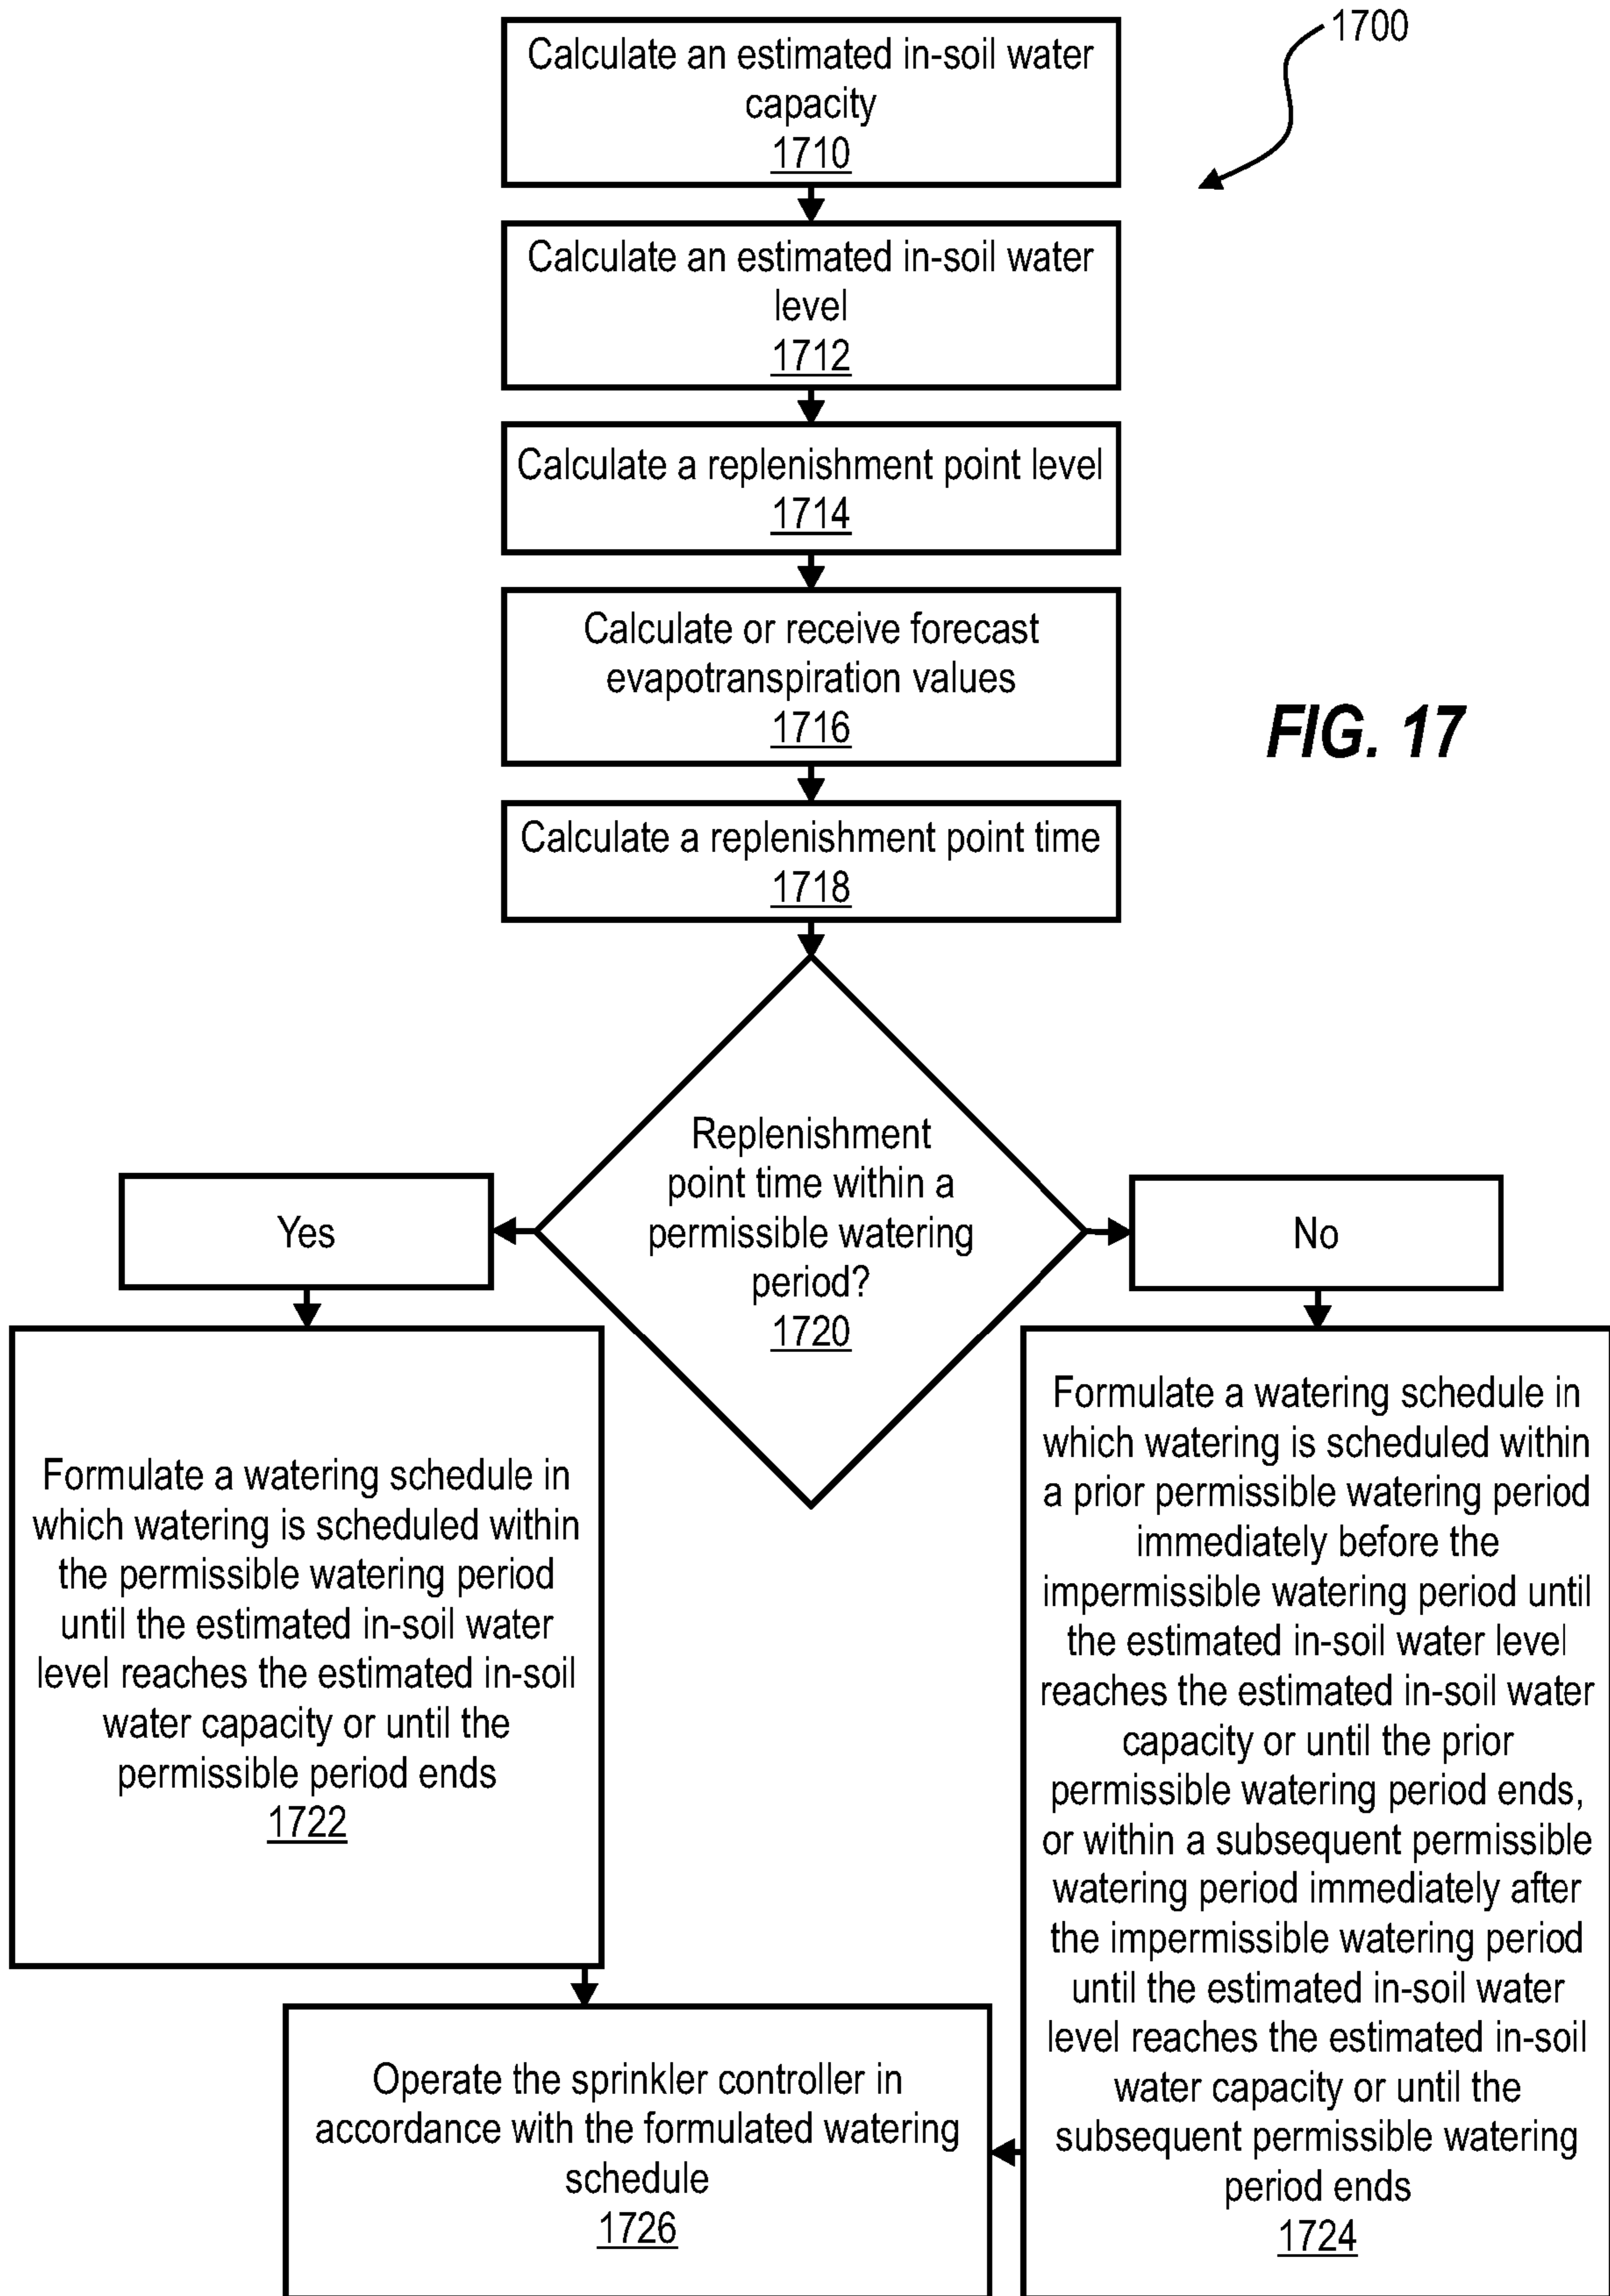 1700
Calculate an estimated in-soil water
capacity
1710
Calculate an estimated in-soil water
level
1712
Calculate a replenishment point level
1714
Calculate or receive forecast
evapotranspiration values
1716
FIG. 17
Calculate a replenishment point time
1718
Replenishment
point time within a
permissible watering
period?
1720
Yes
No
Formulate a watering schedule in
which watering is scheduled within
the permissible watering period
until the estimated in-soil water
level reaches the estimated in-soil
water capacity or until the
permissible period ends
1722
Formulate a watering schedule in
which watering is scheduled within
a prior permissible watering period
immediately before the
impermissible watering period until
the estimated in-soil water level
reaches the estimated in-soil water
capacity or until the prior
permissible watering period ends,
or within a subsequent permissible
watering period immediately after
the impermissible watering period
until the estimated in-soil water
level reaches the estimated in-soil
water capacity or until the
subsequent permissible watering
period ends
1724
Operate the sprinkler controller in
accordance with the formulated watering
schedule
1726